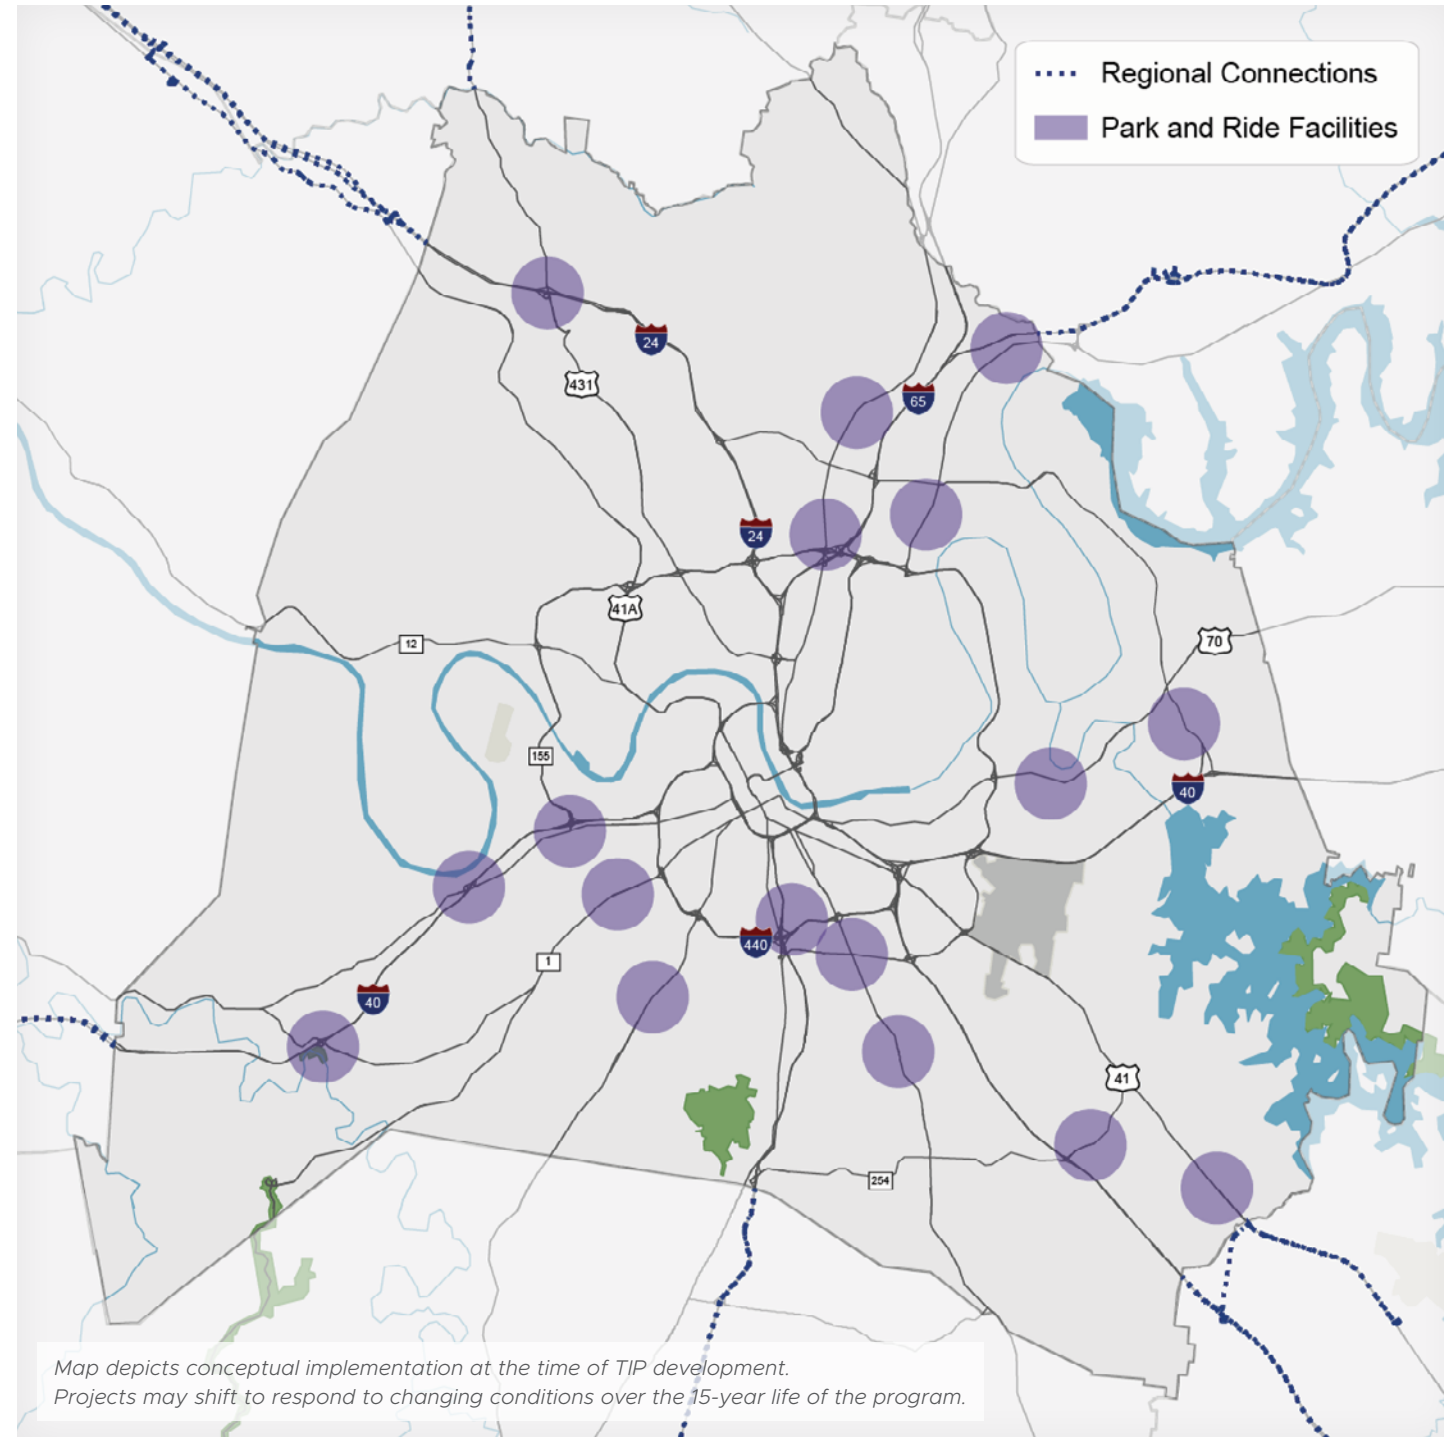 Regional Connections
Park and Ride Facilities
24
431
65
24
41A
12
70
155
40
440
1
40
41
254
Map depicts conceptual implementation at the time of TIP development.
Projects may shift to respond to changing conditions over the 15-year life of the program.